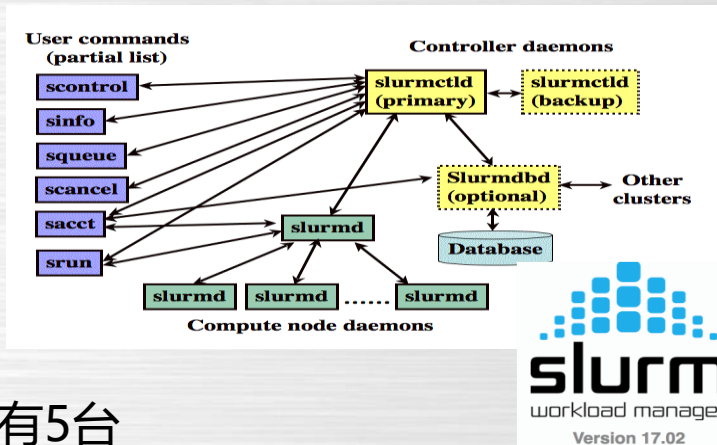 User commands
(partial list)
scontrol
sinfo
squeue
scancel
sacct
srun
Controller daemons
slurmctld
(primary)
slurmctld
(backup)
Slurmdbd
(optional)
Other
clusters
Database
slurmd
slurmd
slurmd
......
slurmd
Compute node daemons
slurm
workload manage
Version 17.02
有5台